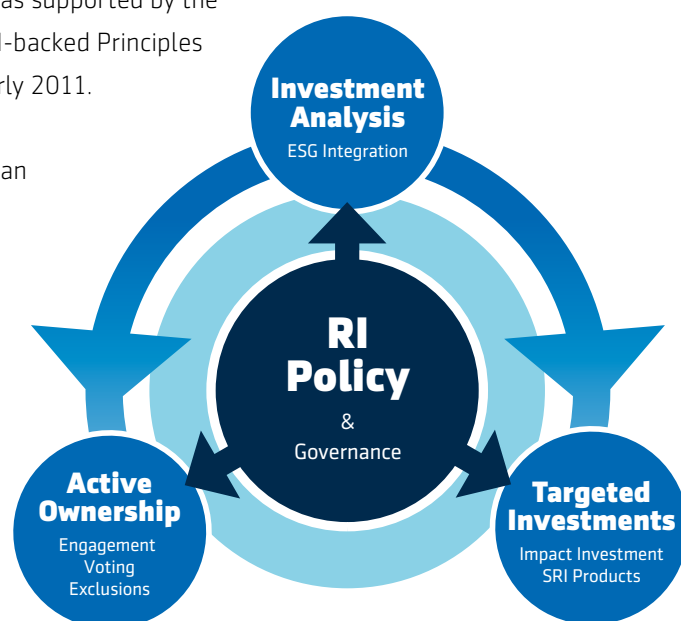 as supported by the
-backed Principles
rly 2011.
an
Investment
Analysis
ESG Integration
RI
Policy
&
Governance
Active
Ownership
Engagement
Voting
Exclusions
Targeted
Investments
Impact Investment
SRI Products